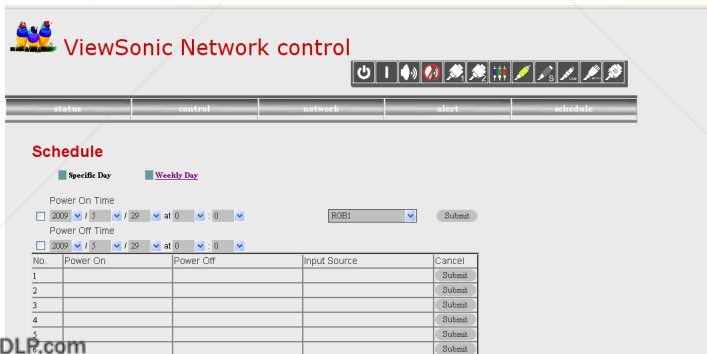 ViewSonic Network control
status control network alert schedule
Schedule
Specific Day Weekly Day
Power On Time
2009 / 5 / 29 at 0 : 0 RGB1 Submit
Power Off Time
2009 / 5 / 29 at 0 : 0
No. Power On Power Off Input Source Cancel
1 Submit
2 Submit
3 Submit
4 Submit
5 Submit
6 Submit
DLP.com